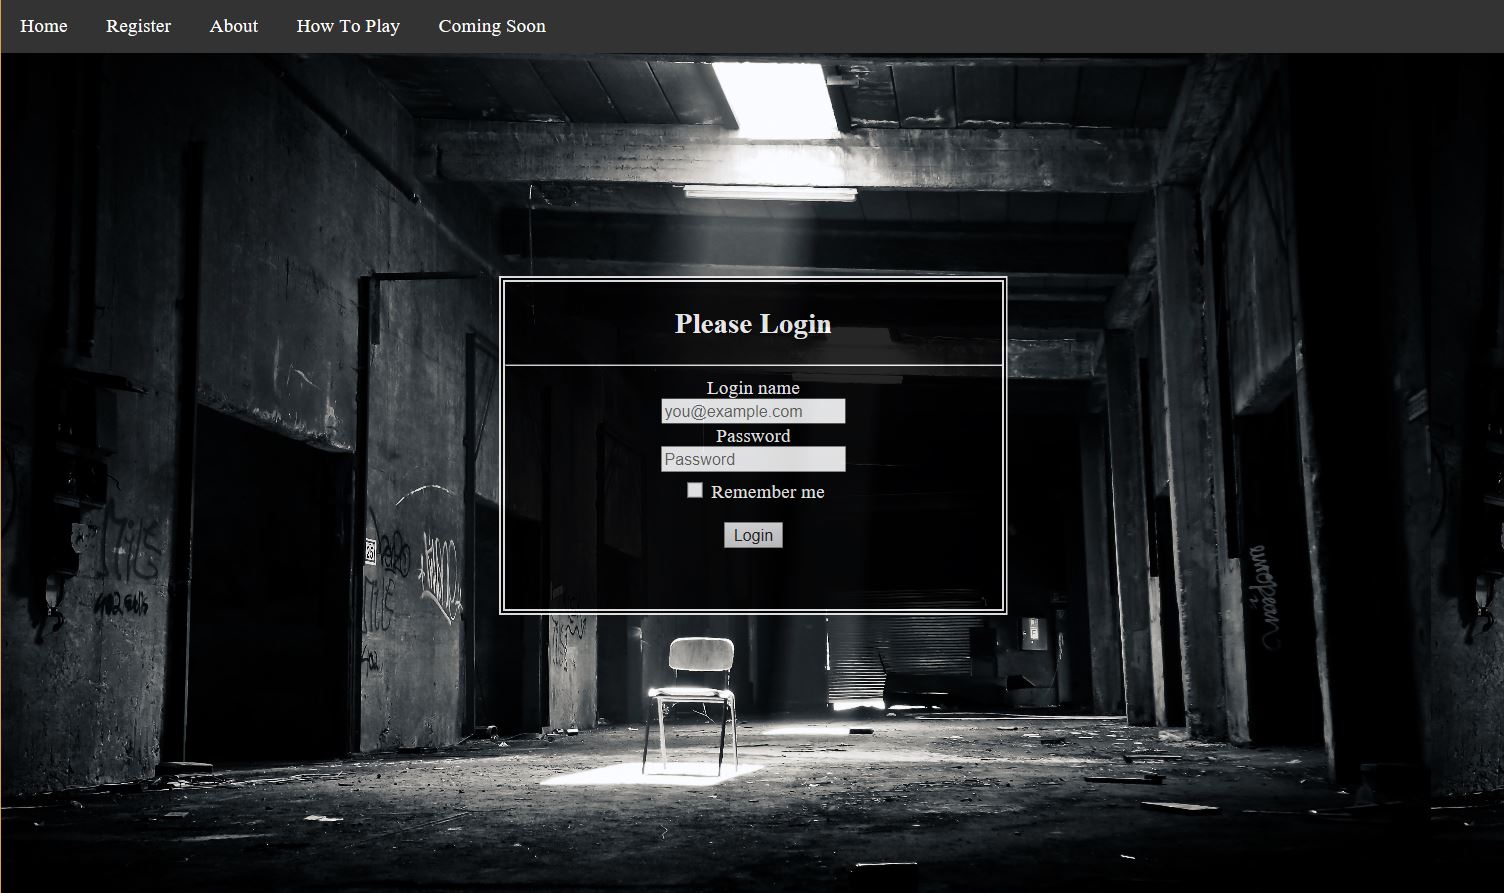 Home Register About How To Play Coming Soon
Please Login
Login name
you@example.com
Password
Password
Remember me
Login